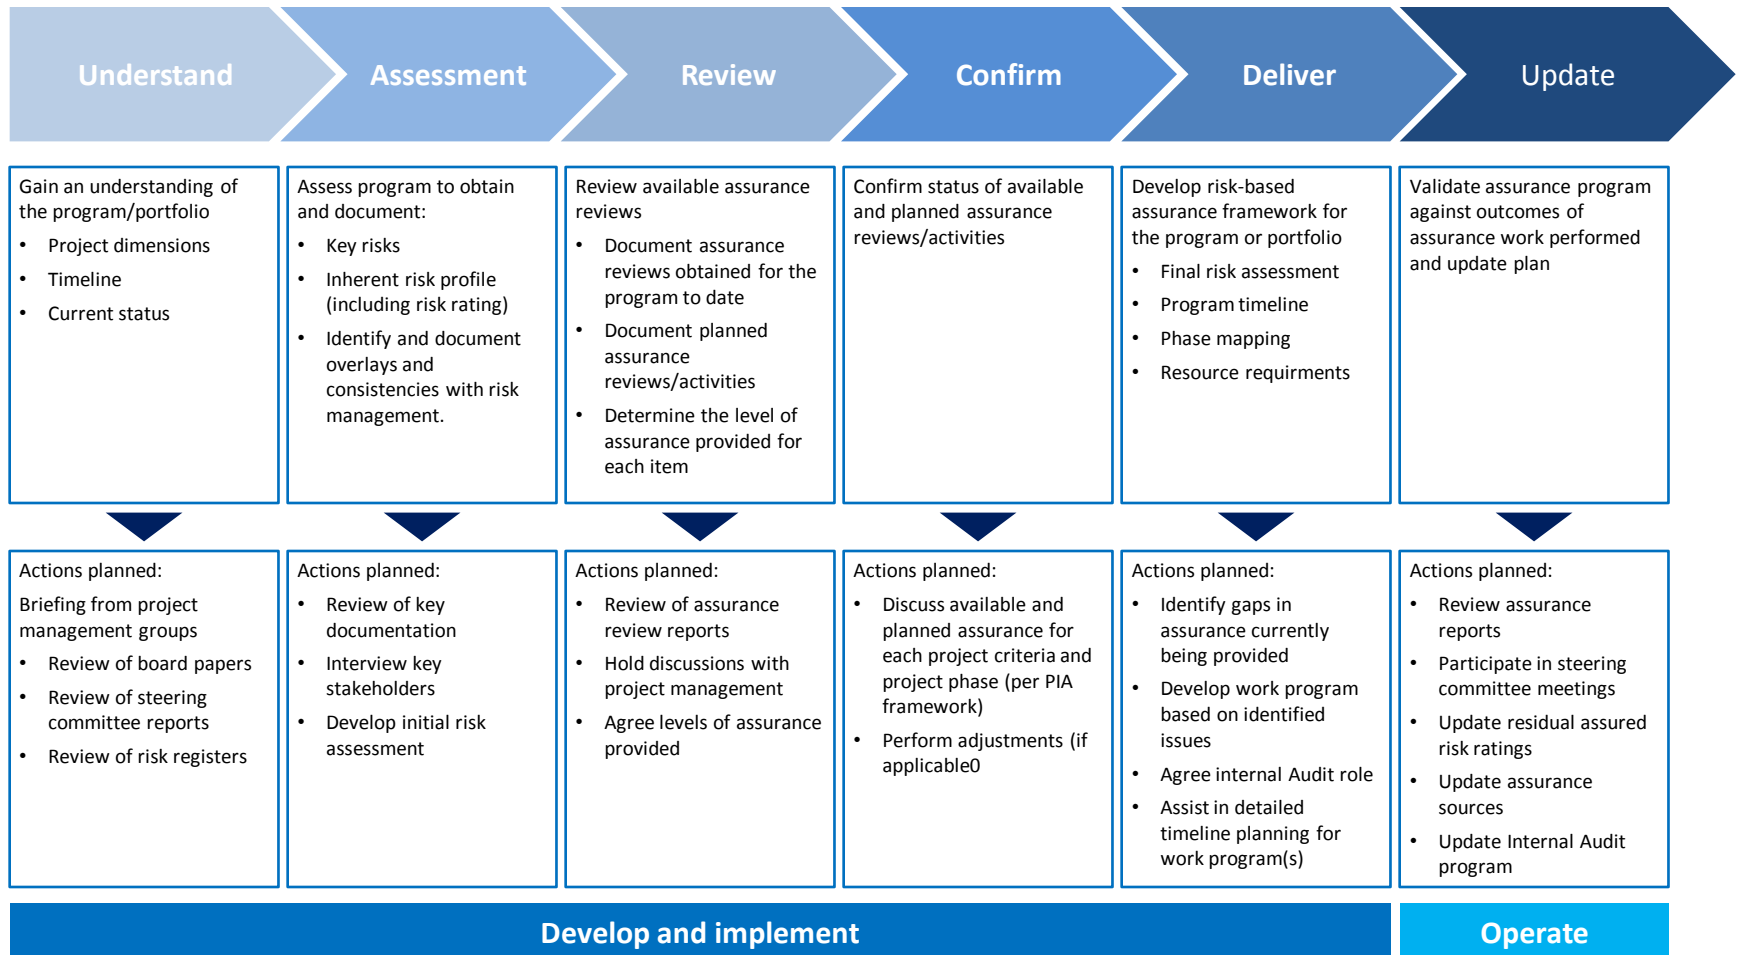 Understand
Assessment
Review
Confirm
Deliver
Update
Gain an understanding of
the program/portfolio
• Project dimensions
• Timeline
• Current status
Assess program to obtain
and document:
• Key risks
• Inherent risk profile
(including risk rating)
• Identify and document
overlays and
consistencies with risk
management.
Review available assurance
reviews
• Document assurance
reviews obtained for the
program to date
• Document planned
assurance
reviews/activities
• Determine the level of
assurance provided for
each item
Confirm status of available
and planned assurance
reviews/activities
Develop risk-based
assurance framework for
the program or portfolio
• Final risk assessment
• Program timeline
• Phase mapping
• Resource requirments
Validate assurance program
against outcomes of
assurance work performed
and update plan
Actions planned:
Briefing from project
management groups
• Review of board papers
• Review of steering
committee reports
• Review of risk registers
Actions planned:
• Review of key
documentation
• Interview key
stakeholders
• Develop initial risk
assessment
Actions planned:
• Review of assurance
review reports
• Hold discussions with
project management
• Agree levels of assurance
provided
Actions planned:
• Discuss available and
planned assurance for
each project criteria and
project phase (per PIA
framework)
• Perform adjustments (if
applicable0
Actions planned:
• Identify gaps in
assurance currently
being provided
• Develop work program
based on identified
issues
• Agree internal Audit role
• Assist in detailed
timeline planning for
work program(s)
Actions planned:
• Review assurance
reports
• Participate in steering
committee meetings
• Update residual assured
risk ratings
• Update assurance
sources
• Update Internal Audit
program
Develop and implement
Operate